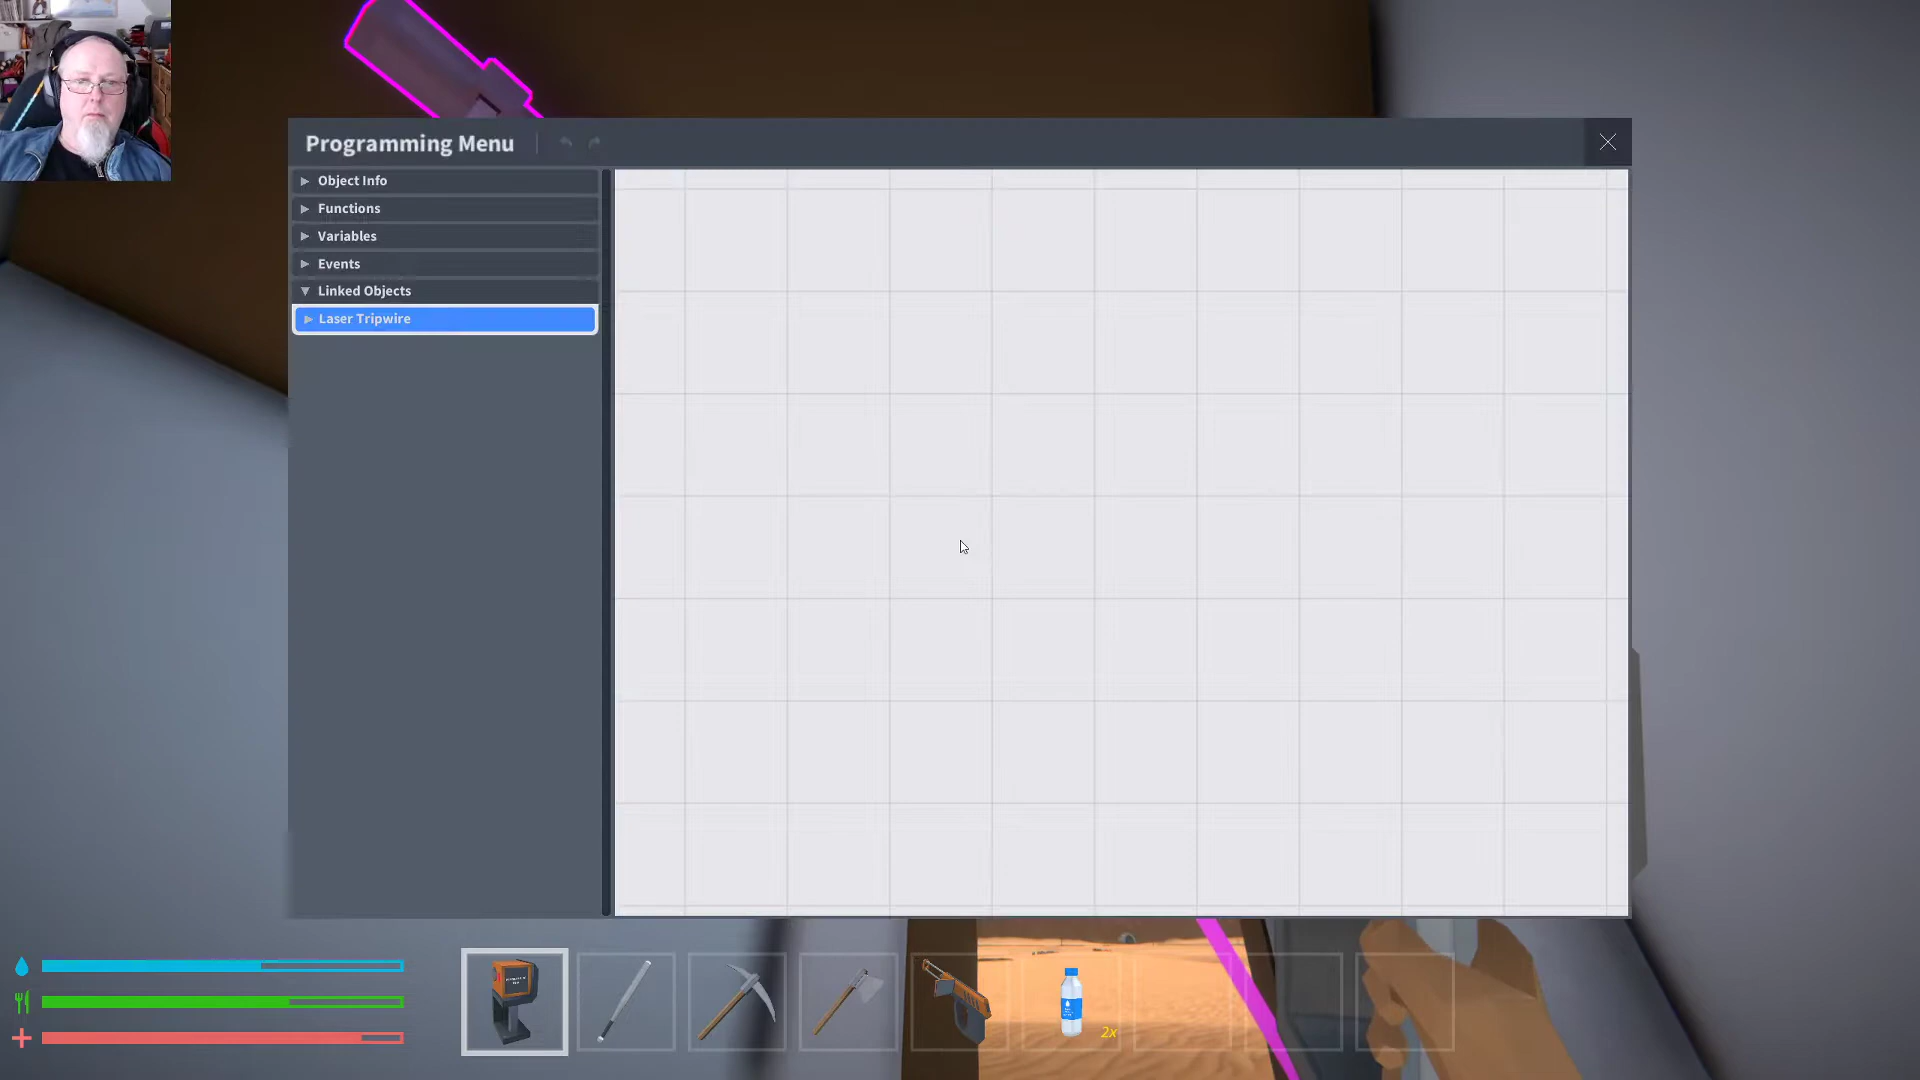 Programming Menu
Object Info
Functions
Variables
Events
Linked Objects
Laser Tripwire
2x